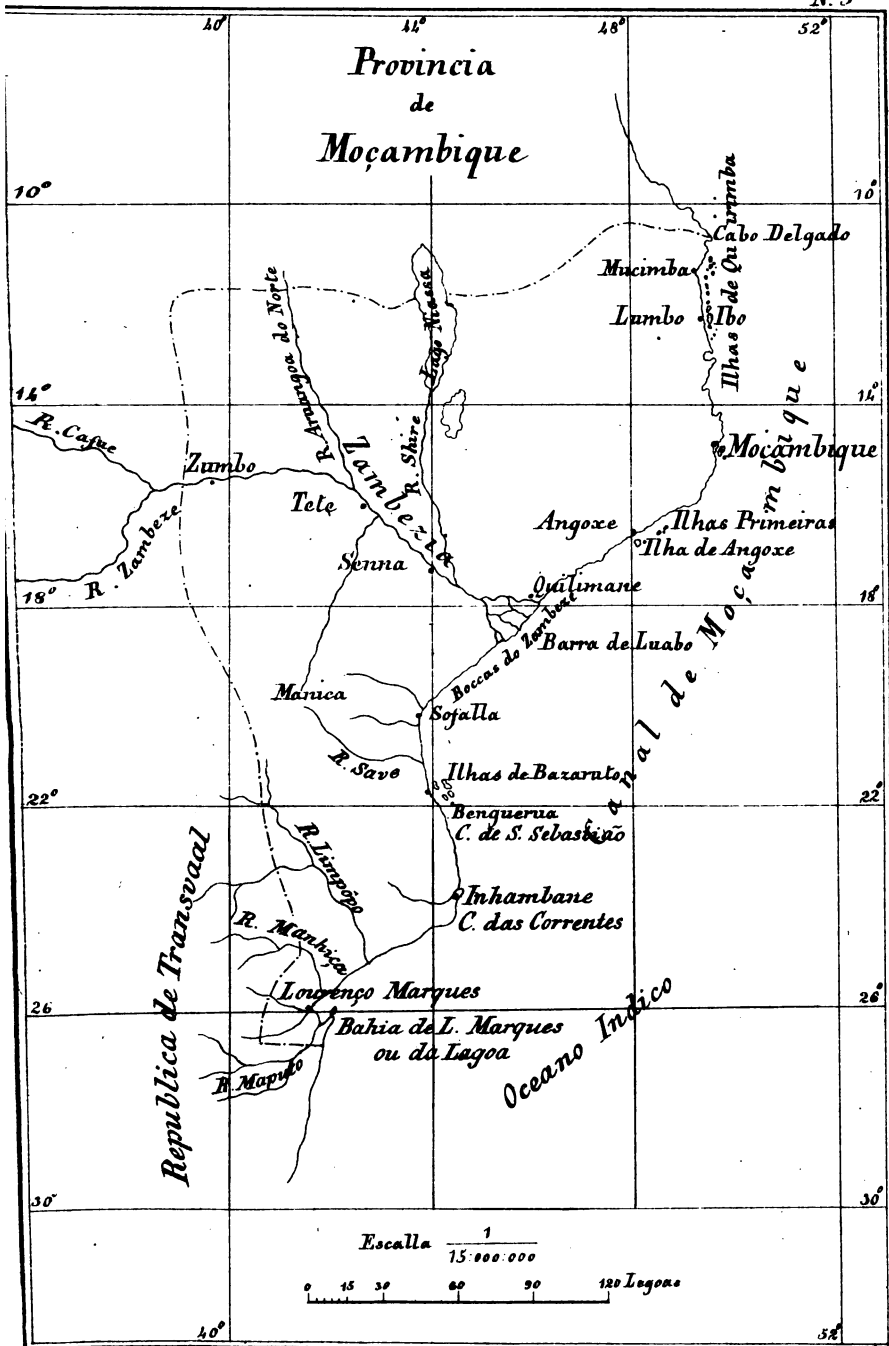 N. 5
40° 44° 48° 52°
Provincia
de
Moçambique
10° 10°
Cabo Delgado
Ilhas de Quirimba
Mucimba
Lumbo Ibo
R. Aruangoa do Norte
Lago Niassa
14°
R. Cafue
R. Shire
Zambezia
Moçambique
Zumbo
Tete
R. Zambeze
Angoxe Ilhas Primeiras
Ilha de Angoxe
Senna
Quilimane
18° 18°
Barra de Luabo
Boccas do Zambeze
Manica
Sofalla
Canal de Moçambique
R. Save
Ilhas de Bazaruto
22° 22°
Benguerua
C. de S. Sebastião
R. Limpôpo
Inhambane
C. das Correntes
R. Manhiça
Republica de Transvaal
Lourenço Marques
26° 26°
Bahia de L. Marques
ou da Lagoa
Oceano Indico
R. Maputo
30° 30°
Escalla 1
15:000:000
0 15 30 60 90 120 Legoas
40° 52°